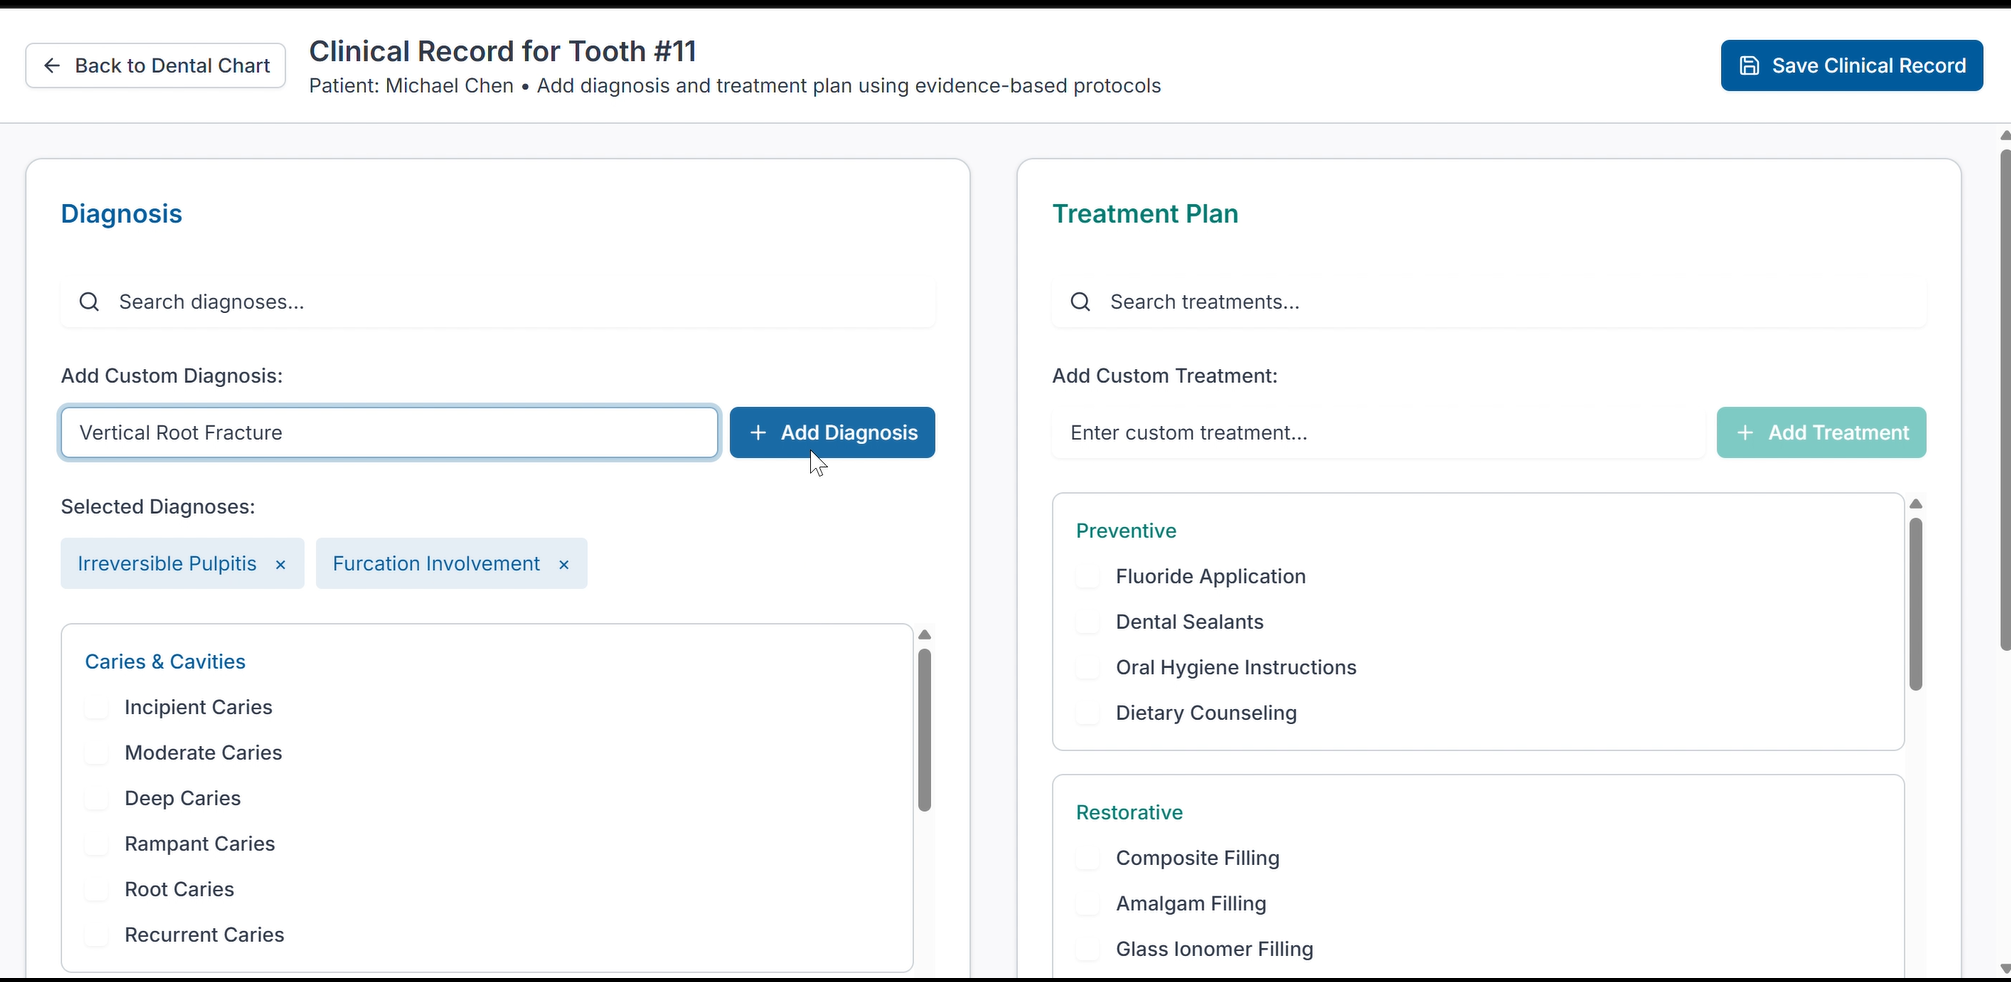 Back to Dental Chart
Clinical Record for Tooth #11
Patient: Michael Chen • Add diagnosis and treatment plan using evidence-based protocols
Save Clinical Record
Diagnosis
Search diagnoses...
Add Custom Diagnosis:
Vertical Root Fracture
+ Add Diagnosis
Selected Diagnoses:
Irreversible Pulpitis ×
Furcation Involvement ×
Caries & Cavities
Incipient Caries
Moderate Caries
Deep Caries
Rampant Caries
Root Caries
Recurrent Caries
Treatment Plan
Search treatments...
Add Custom Treatment:
Enter custom treatment...
+ Add Treatment
Preventive
Fluoride Application
Dental Sealants
Oral Hygiene Instructions
Dietary Counseling
Restorative
Composite Filling
Amalgam Filling
Glass Ionomer Filling